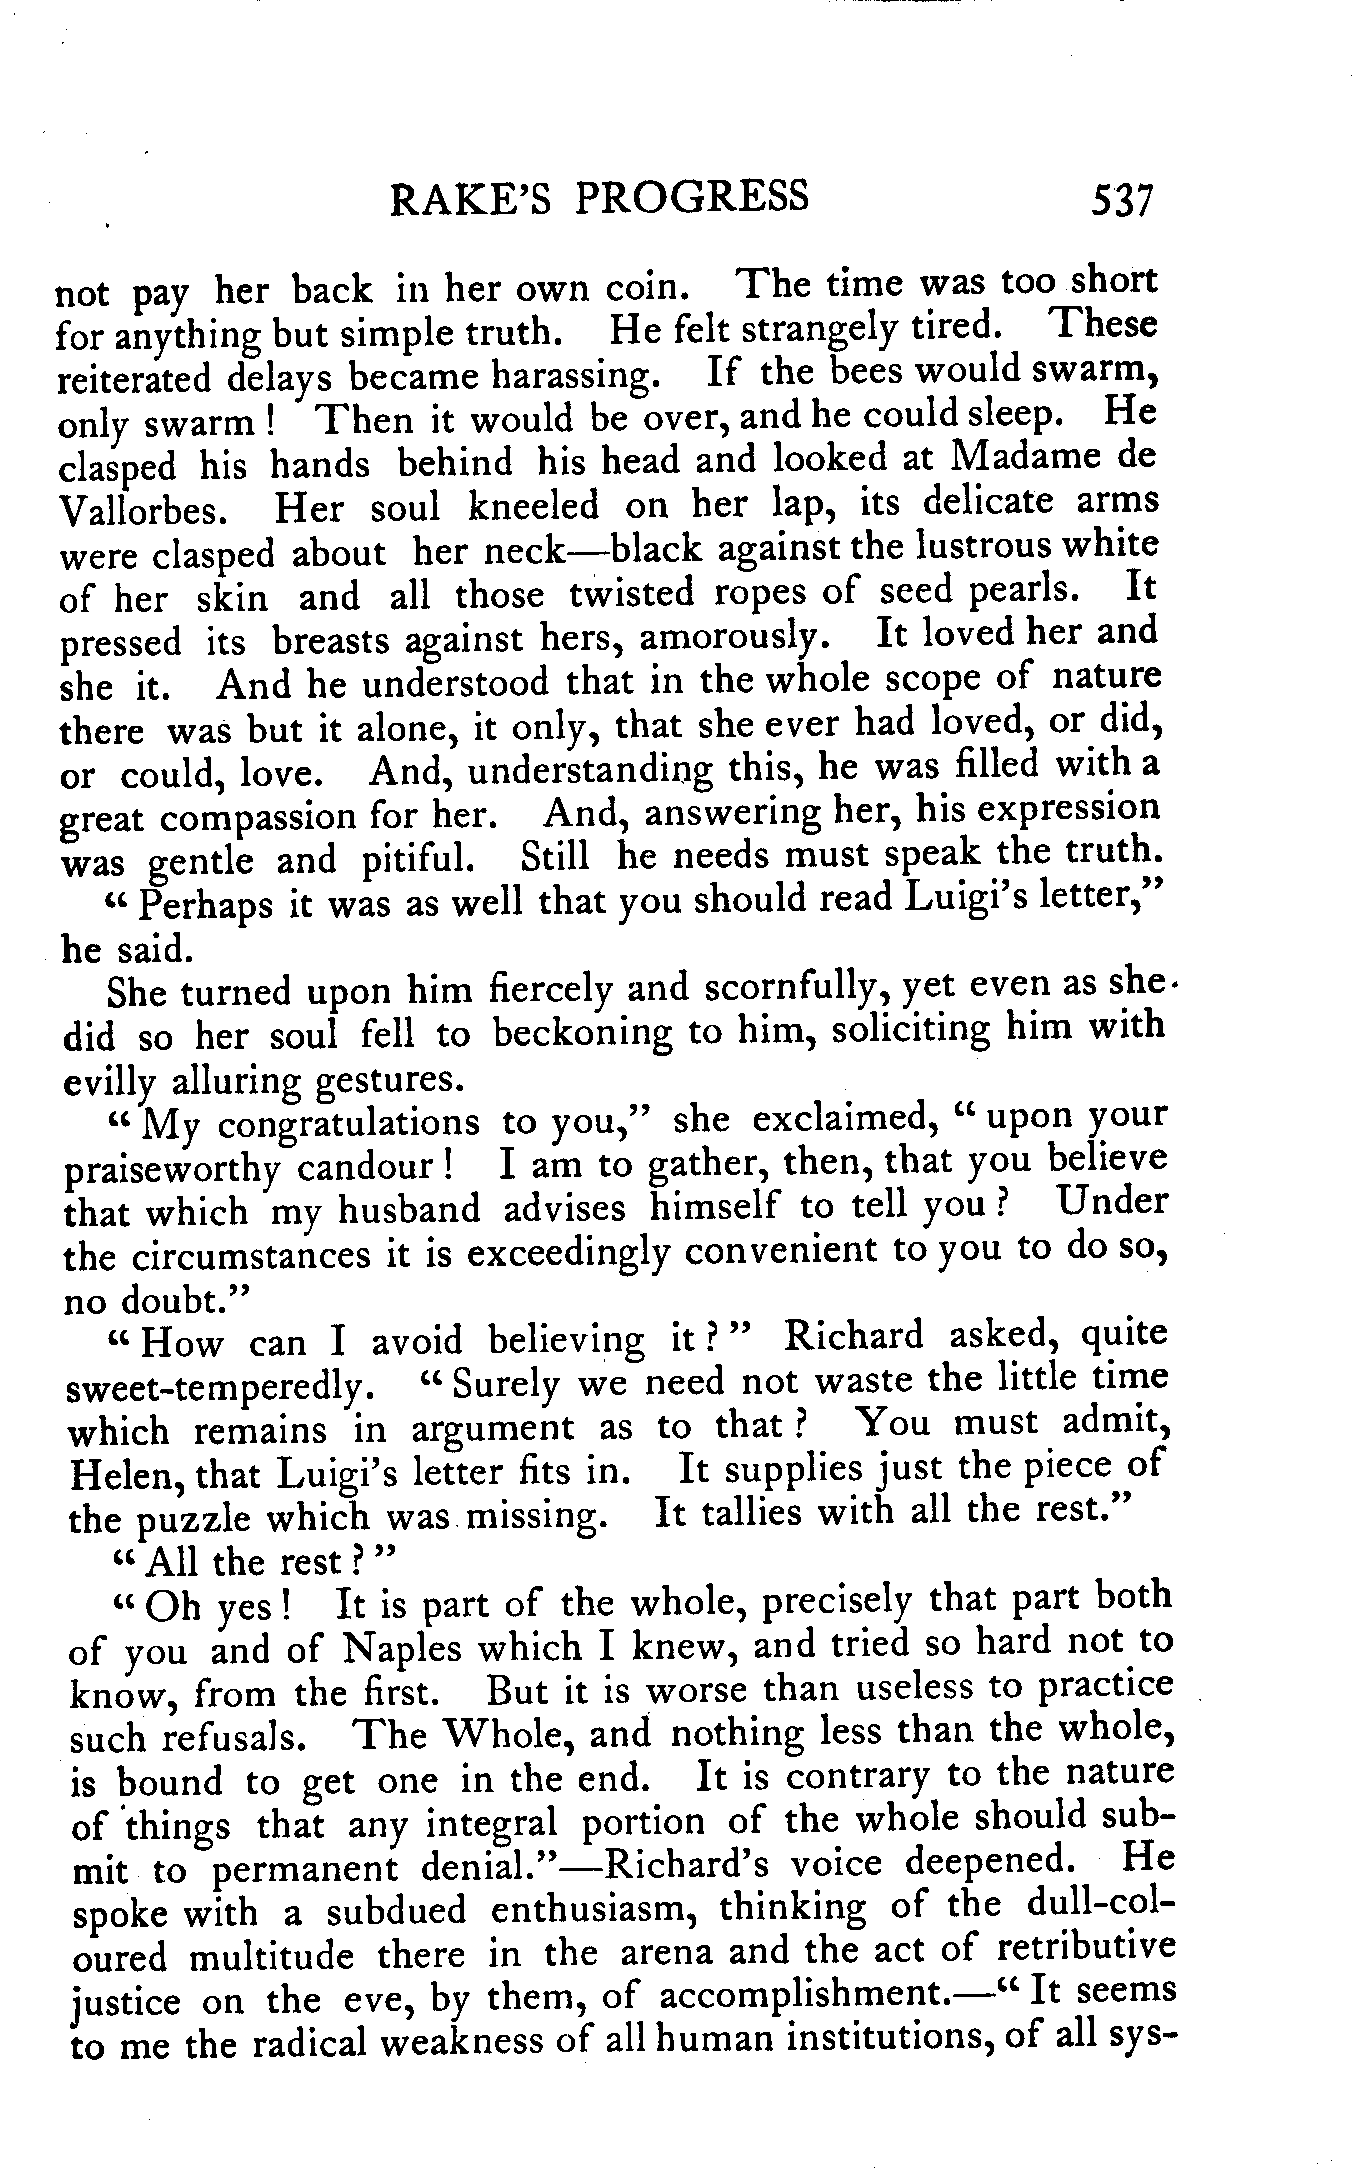 RAKE'S PROGRESS 537
not pay her back in her own coin. The time was too short
for anything but simple truth. He felt strangely tired. These
reiterated delays became harassing. If the bees would swarm,
only swarm! Then it would be over, and he could sleep. He
clasped his hands behind his head and looked at Madame de
Vallorbes. Her soul kneeled on her lap, its delicate arms
were clasped about her neck—black against the lustrous white
of her skin and all those twisted ropes of seed pearls. It
pressed its breasts against hers, amorously. It loved her and
she it. And he understood that in the whole scope of nature
there was but it alone, it only, that she ever had loved, or did,
or could, love. And, understanding this, he was filled with a
great compassion for her. And, answering her, his expression
was gentle and pitiful. Still he needs must speak the truth.
"Perhaps it was as well that you should read Luigi's letter,"
he said.
She turned upon him fiercely and scornfully, yet even as she
did so her soul fell to beckoning to him, soliciting him with
evilly alluring gestures.
"My congratulations to you," she exclaimed, "upon your
praiseworthy candour! I am to gather, then, that you believe
that which my husband advises himself to tell you? Under
the circumstances it is exceedingly convenient to you to do so,
no doubt."
"How can I avoid believing it?" Richard asked, quite
sweet-temperedly. "Surely we need not waste the little time
which remains in argument as to that? You must admit,
Helen, that Luigi's letter fits in. It supplies just the piece of
the puzzle which was missing. It tallies with all the rest."
"All the rest?"
"Oh yes! It is part of the whole, precisely that part both
of you and of Naples which I knew, and tried so hard not to
know, from the first. But it is worse than useless to practice
such refusals. The Whole, and nothing less than the whole,
is bound to get one in the end. It is contrary to the nature
of things that any integral portion of the whole should sub-
mit to permanent denial."—Richard's voice deepened. He
spoke with a subdued enthusiasm, thinking of the dull-col-
oured multitude there in the arena and the act of retributive
justice on the eve, by them, of accomplishment.—"It seems
to me the radical weakness of all human institutions, of all sys-